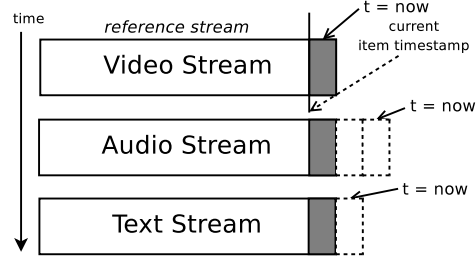 time
reference stream
t = now
current
item timestamp
Video Stream
t = now
Audio Stream
t = now
Text Stream